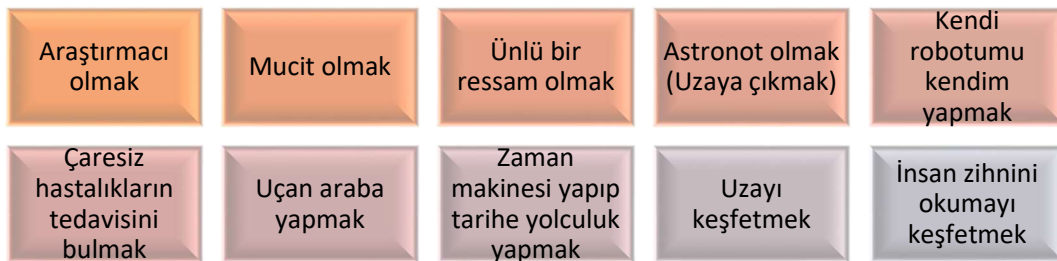 Araştırmacı
olmak
Mucit olmak
Ünlü bir
ressam olmak
Astronot olmak
(Uzaya çıkmak)
Kendi
robotumu
kendim
yapmak
Çaresiz
hastalıkların
tedavisini
bulmak
Uçan araba
yapmak
Zaman
makinesi yapıp
tarihe yolculuk
yapmak
Uzayı
keşfetmek
İnsan zihnini
okumayı
keşfetmek